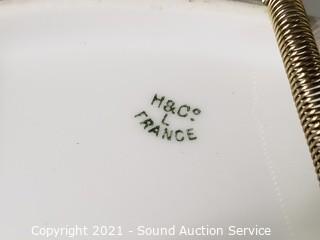 H&Cº
L
FRANCE
Copyright 2021 - Sound Auction Service